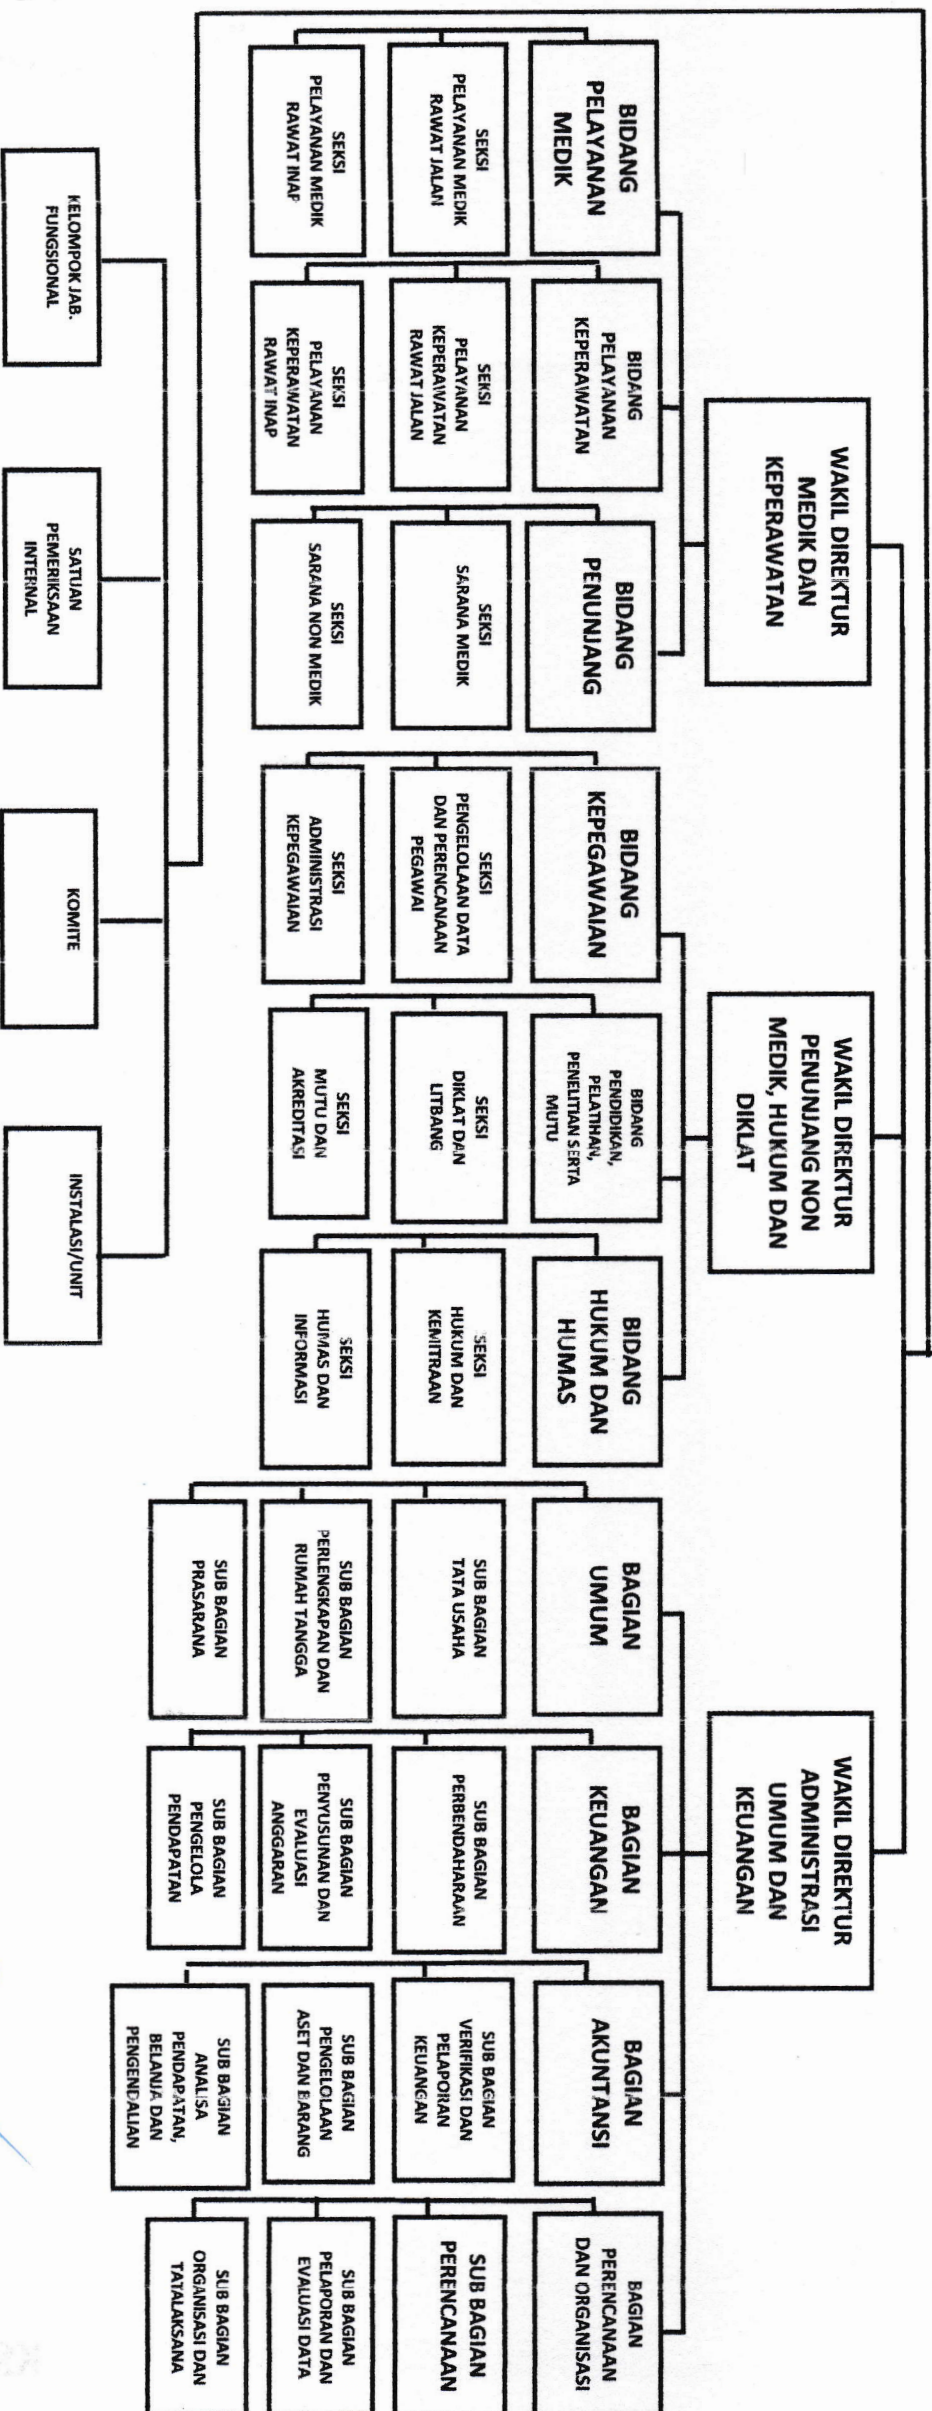 WAKIL DIREKTUR
MEDIK DAN
KEPERAWATAN
WAKIL DIREKTUR
PENUNJANG NON
MEDIK, HUKUM DAN
DIKLAT
WAKIL DIREKTUR
ADMINISTRASI
UMUM DAN
KEUANGAN
BIDANG
PELAYANAN
MEDIK
SEKSI
PELAYANAN MEDIK
RAWAT JALAN
SEKSI
PELAYANAN MEDIK
RAWAT INAP
BIDANG
PELAYANAN
KEPERAWATAN
SEKSI
PELAYANAN
KEPERAWATAN
RAWAT JALAN
SEKSI
PELAYANAN
KEPERAWATAN
RAWAT INAP
BIDANG
PENUNJANG
SEKSI
SARANA MEDIK
SEKSI
SARANA NON MEDIK
BIDANG
KEPEGAWAIAN
SEKSI
PENGELOLAAN DATA
DAN PERENCANAAN
PEGAWAI
SEKSI
ADMINISTRASI
KEPEGAWAIAN
BIDANG
PENDIDIKAN,
PELATIHAN,
PENELITIAN SERTA
MUTU
SEKSI
DIKLAT DAN
LITBANG
SEKSI
MUTU DAN
AKREDITASI
BIDANG
HUKUM DAN
HUMAS
SEKSI
HUKUM DAN
KEMITRAAN
SEKSI
HUMAS DAN
INFORMASI
BAGIAN
UMUM
SUB BAGIAN
TATA USAHA
SUB BAGIAN
PERLENGKAPAN DAN
RUMAH TANGGA
SUB BAGIAN
PRASARANA
BAGIAN
KEUANGAN
SUB BAGIAN
PERBENDAHARAAN
SUB BAGIAN
PENYUSUNAN DAN
EVALUASI
ANGGARAN
SUB BAGIAN
PENGELOLA
PENDAPATAN
BAGIAN
AKUNTANSI
SUB BAGIAN
VERIFIKASI DAN
PELAPORAN
KEUANGAN
SUB BAGIAN
PENGELOLAAN
ASET DAN BARANG
SUB BAGIAN
ANALISA
PENDAPATAN,
BELANJA DAN
PENGENDALIAN
BAGIAN
PERENCANAAN
DAN ORGANISASI
SUB BAGIAN
PERENCANAAN
SUB BAGIAN
PELAPORAN DAN
EVALUASI DATA
SUB BAGIAN
ORGANISASI DAN
TATALAKSANA
KELOMPOK JAB.
FUNGSIONAL
SATUAN
PEMERIKSAAN
INTERNAL
KOMITE
INSTALASI/UNIT